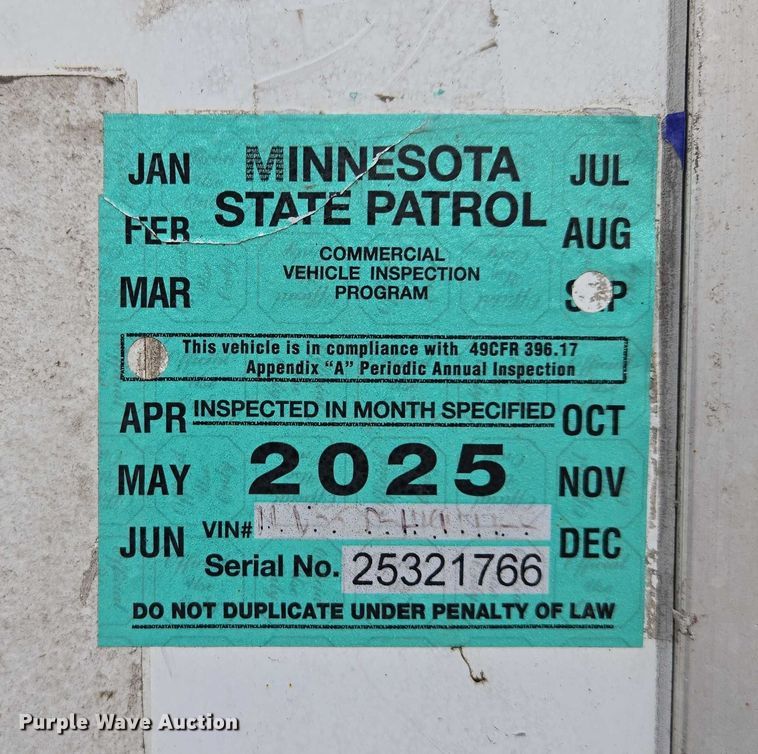 MINNESOTA
STATE PATROL
COMMERCIAL
VEHICLE INSPECTION
PROGRAM
JAN
FEB
MAR
JUL
AUG
SEP
This vehicle is in compliance with 49CFR 396.17
Appendix “A” Periodic Annual Inspection
INSPECTED IN MONTH SPECIFIED
APR
MAY
JUN
2025
OCT
NOV
DEC
VIN#
Serial No. 25321766
DO NOT DUPLICATE UNDER PENALTY OF LAW
Purple Wave Auction